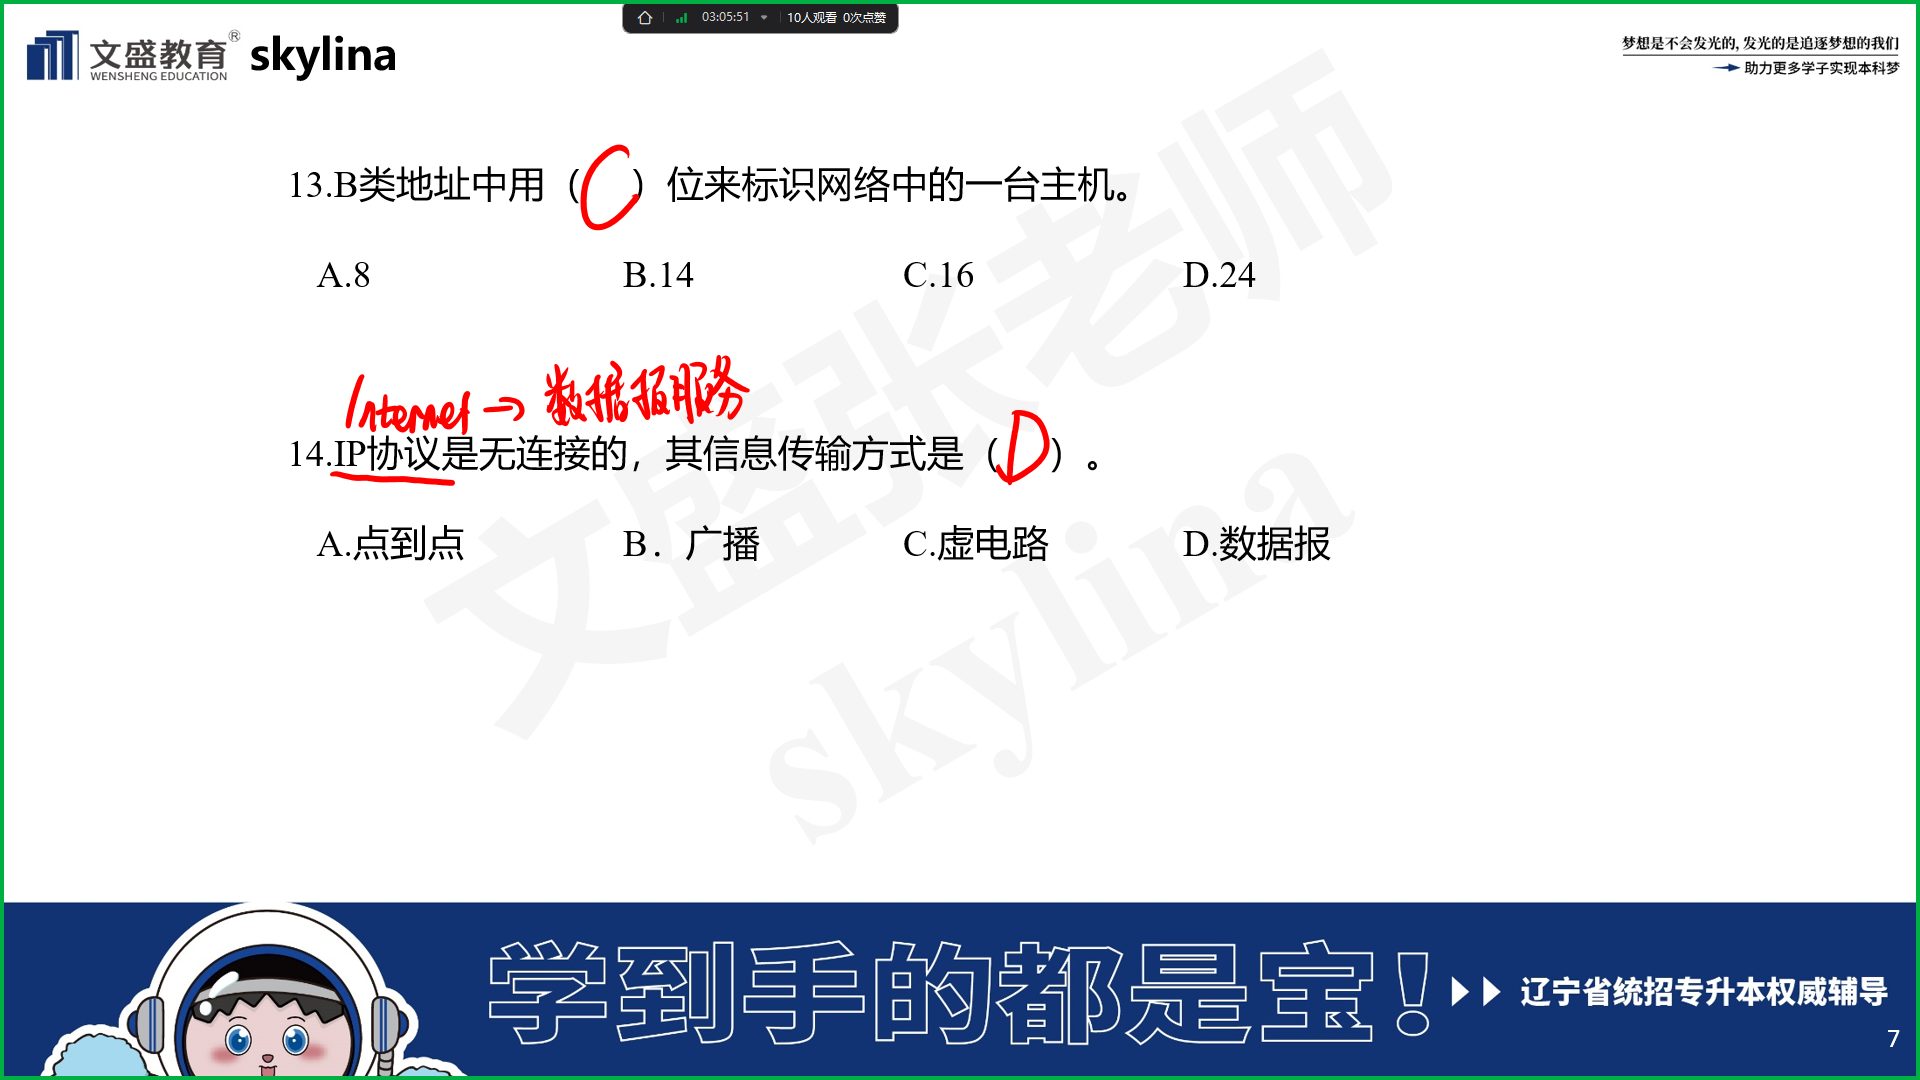 03:05:51 10人观看 0次点赞
文盛教育® skylina
WENSHENG EDUCATION
梦想是不会发光的, 发光的是追逐梦想的我们
助力更多学子实现本科梦
13.B类地址中用（C）位来标识网络中的一台主机。
A.8 B.14 C.16 D.24
Internet → 数据报服务
14.IP协议是无连接的，其信息传输方式是（D）。
A.点到点 B．广播 C.虚电路 D.数据报
文盛张老师
skylina
学到手的都是宝！
辽宁省统招专升本权威辅导
7